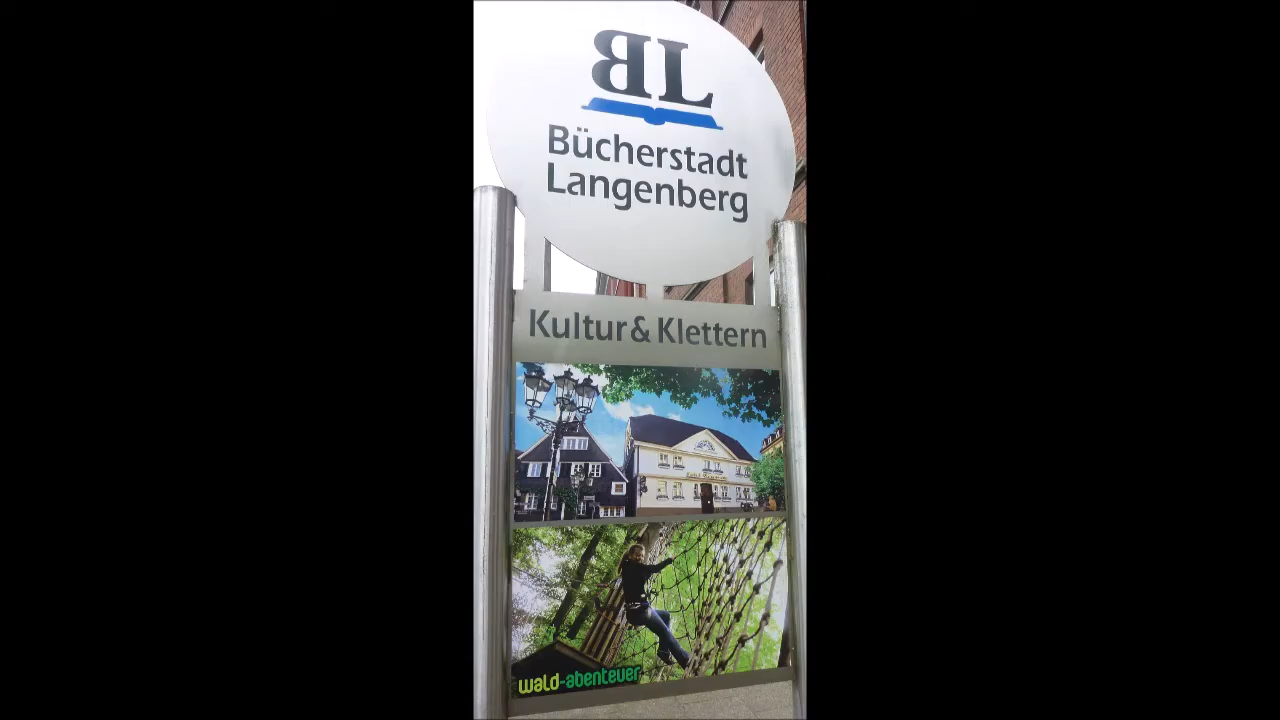 BL
Bücherstadt
Langenberg
Kultur & Klettern
wald-abenteuer